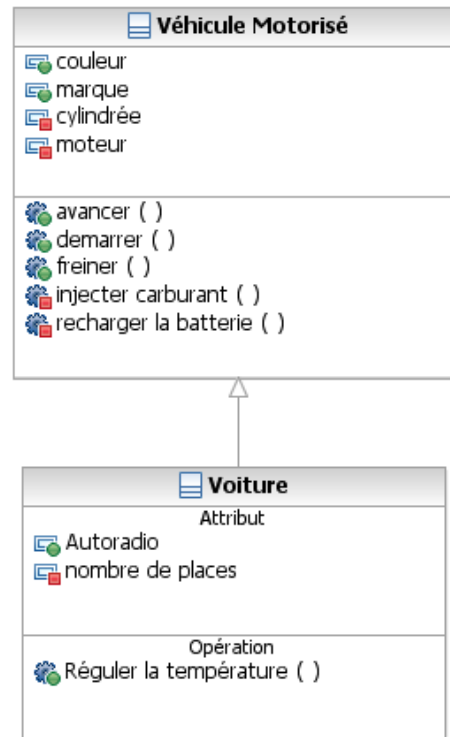 Véhicule Motorisé
couleur
marque
cylindrée
moteur
avancer ( )
demarrer ( )
freiner ( )
injecter carburant ( )
recharger la batterie ( )
Voiture
Attribut
Autoradio
nombre de places
Opération
Réguler la température ( )